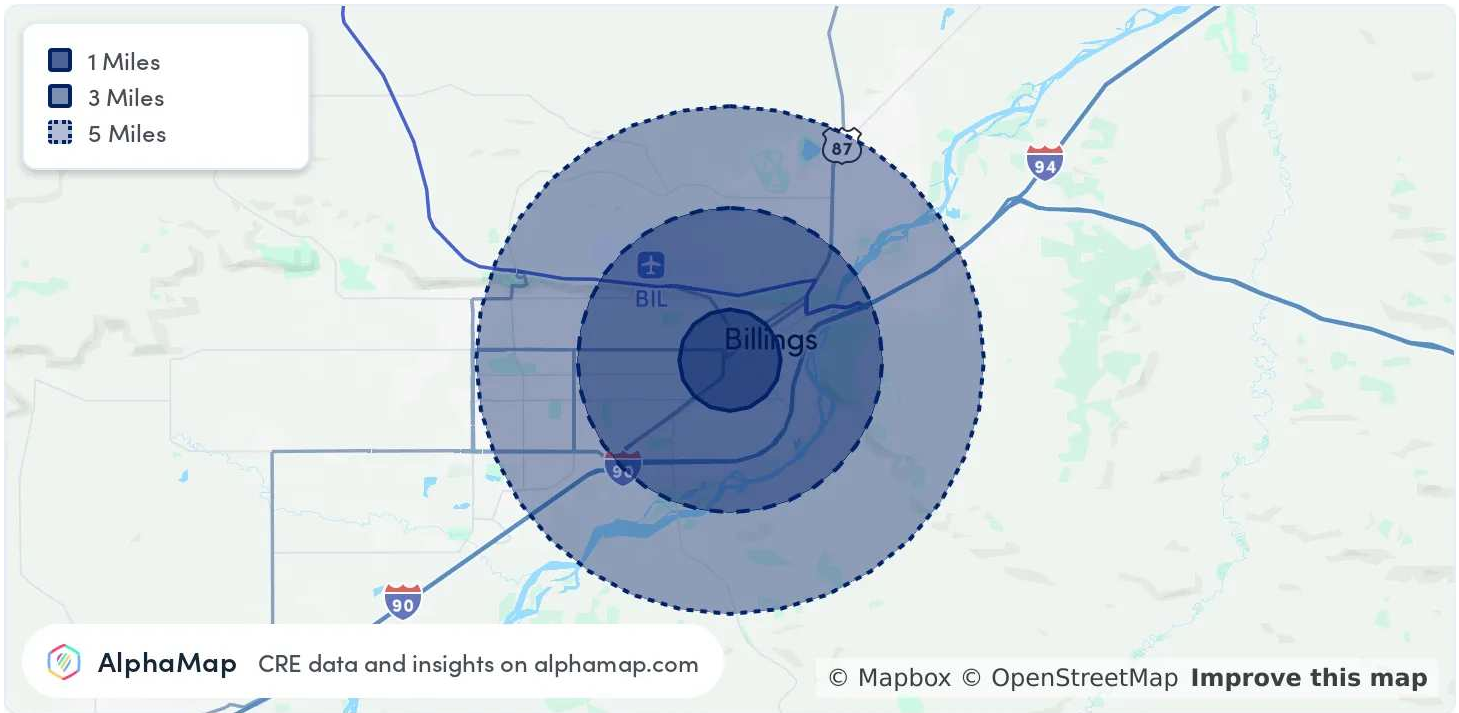 1 Miles
3 Miles
5 Miles
87
94
BIL
Billings
90
90
AlphaMap CRE data and insights on alphamap.com
© Mapbox © OpenStreetMap Improve this map